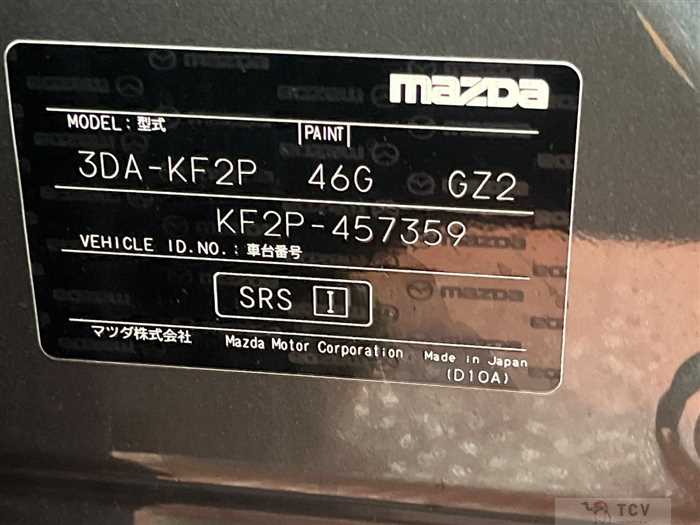 mazda
MODEL:型式 PAINT
3DA-KF2P 46G GZ2
KF2P-457359
VEHICLE ID.NO.:車台番号
SRS I
マツダ株式会社 Mazda Motor Corporation Made in Japan
(D10A)
TCV